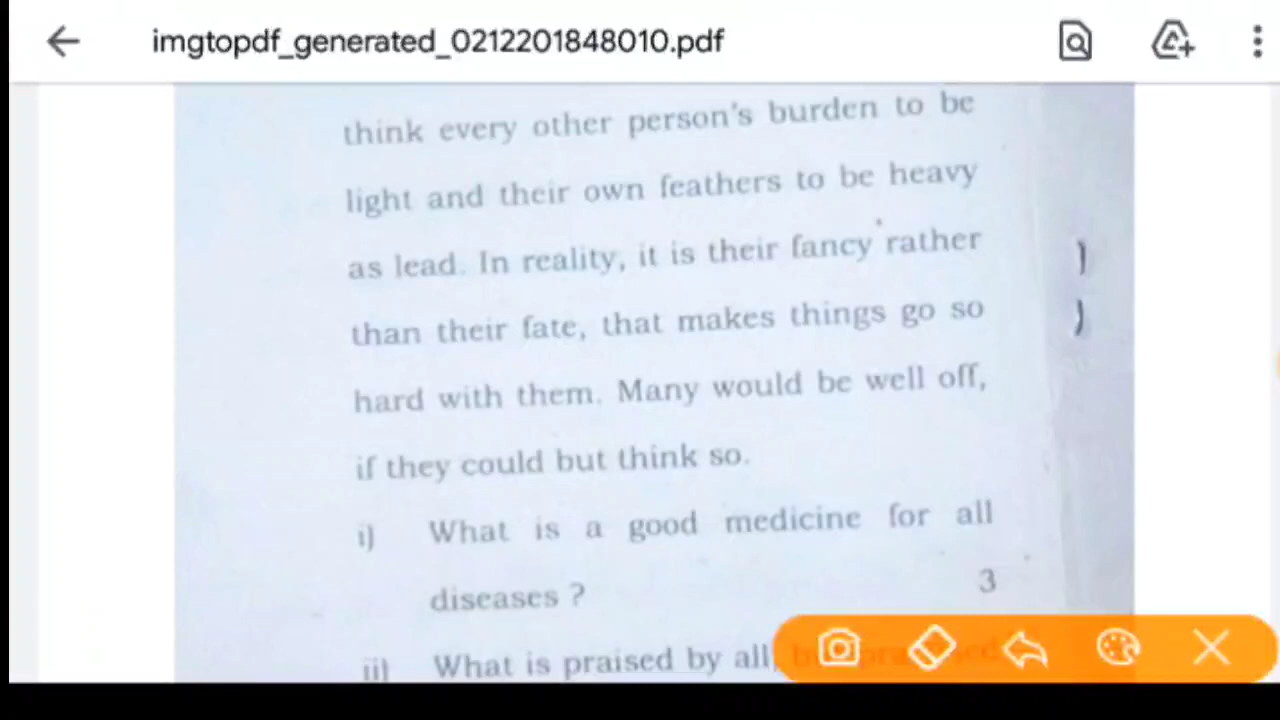 imgtopdf_generated_0212201848010.pdf
think every other person's burden to be
light and their own feathers to be heavy
as lead. In reality, it is their fancy rather
than their fate, that makes things go so
hard with them. Many would be well off,
if they could but think so.
i) What is a good medicine for all
diseases ? 3
ii) What is praised by all, but practised